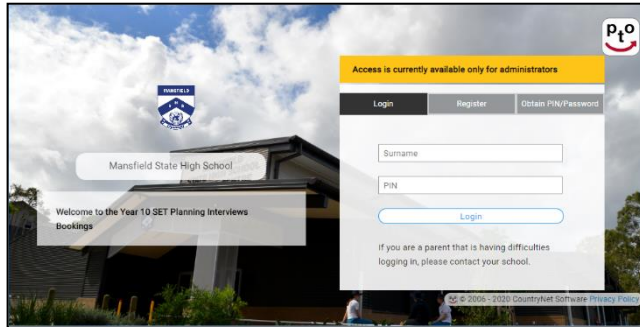 pto
Access is currently available only for administrators
Login
Register
Obtain PIN/Password
MANSFIELD
S H S
Mansfield State High School
Surname
PIN
Welcome to the Year 10 SET Planning Interviews
Bookings
Login
If you are a parent that is having difficulties
logging in, please contact your school.
© 2006 - 2020 CountryNet Software Privacy Policy